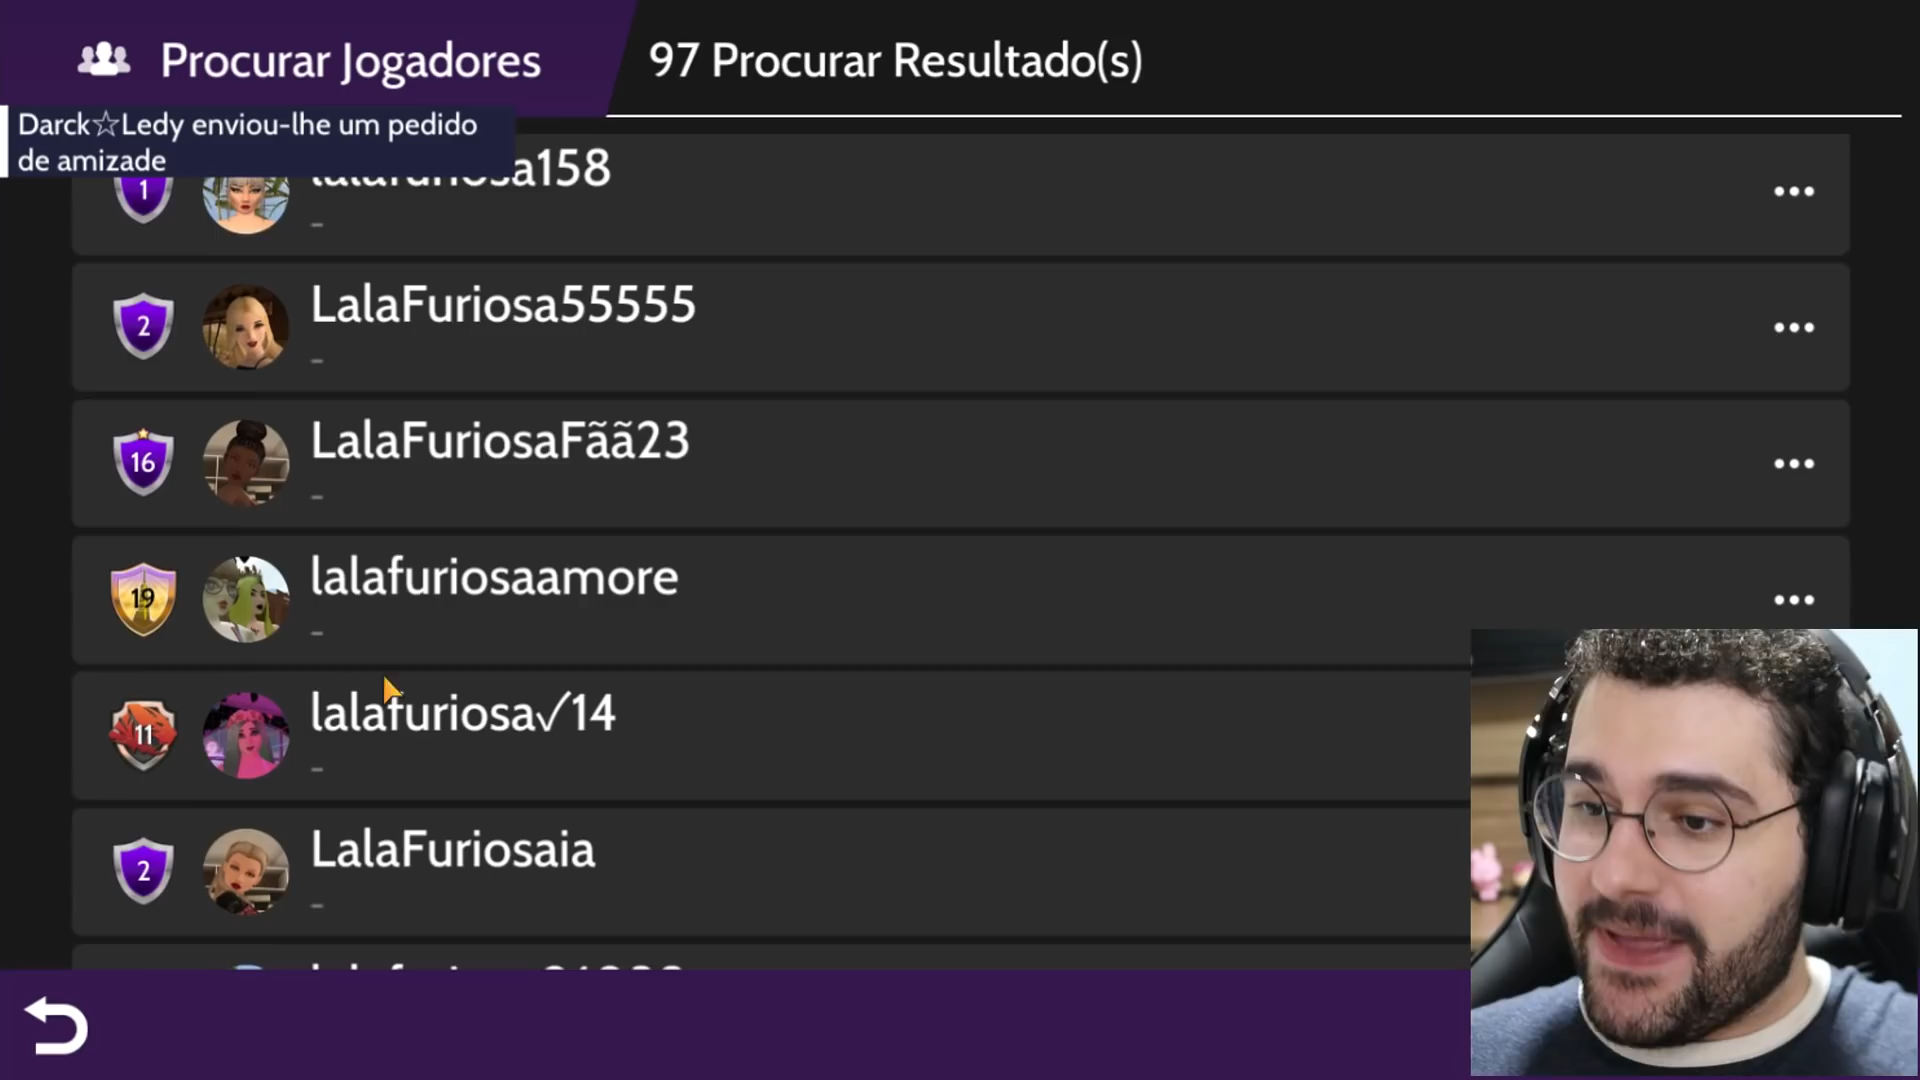 Procurar Jogadores
97 Procurar Resultado(s)
Darck☆Ledy enviou-lhe um pedido
de amizade
1
lalafuriosa158
–
2
LalaFuriosa55555
–
16
LalaFuriosaFãã23
–
19
lalafuriosaamore
–
11
lalafuriosa✓14
–
2
LalaFuriosaia
–